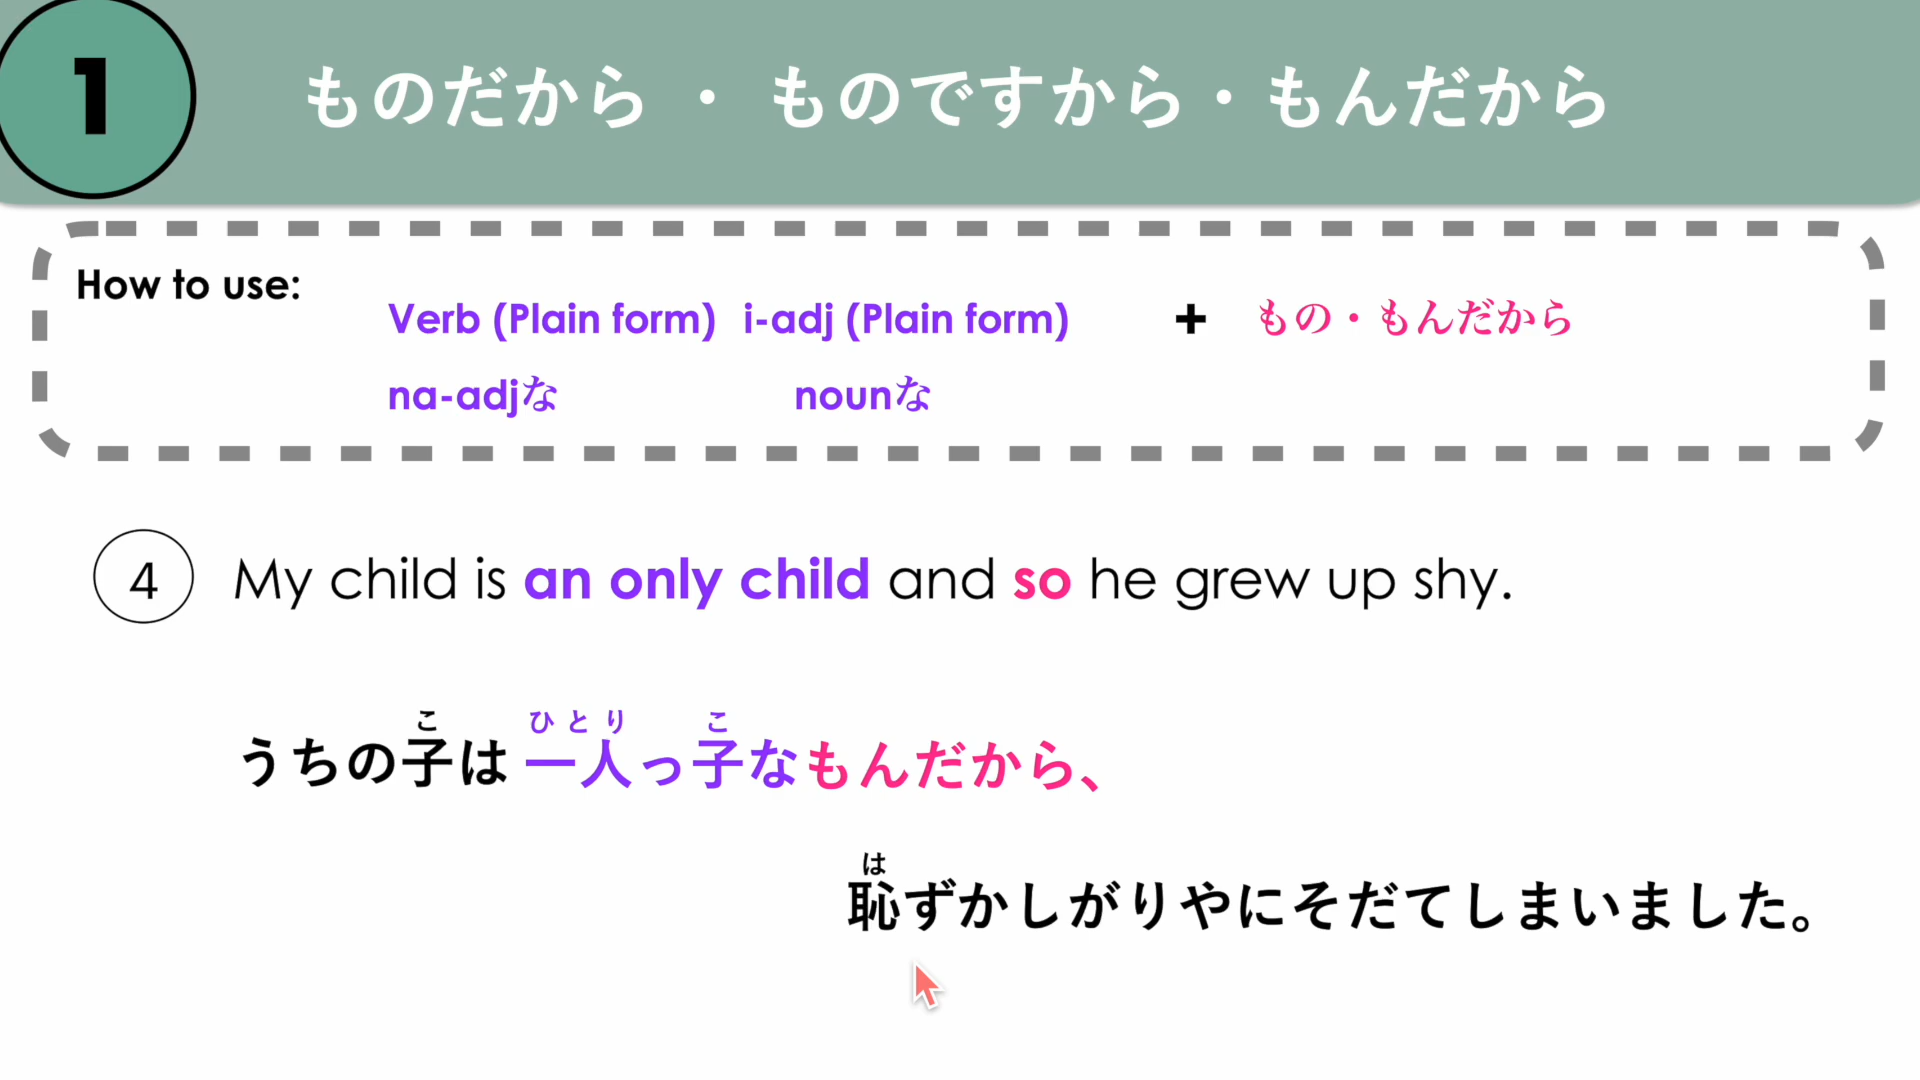 1
ものだから ・ ものですから・もんだから
How to use:
Verb (Plain form) i-adj (Plain form) + もの・もんだから
na-adjな nounな
4 My child is an only child and so he grew up shy.
こ ひとり こ
うちの子は 一人っ子なもんだから、
は
恥ずかしがりやにそだてしまいました。